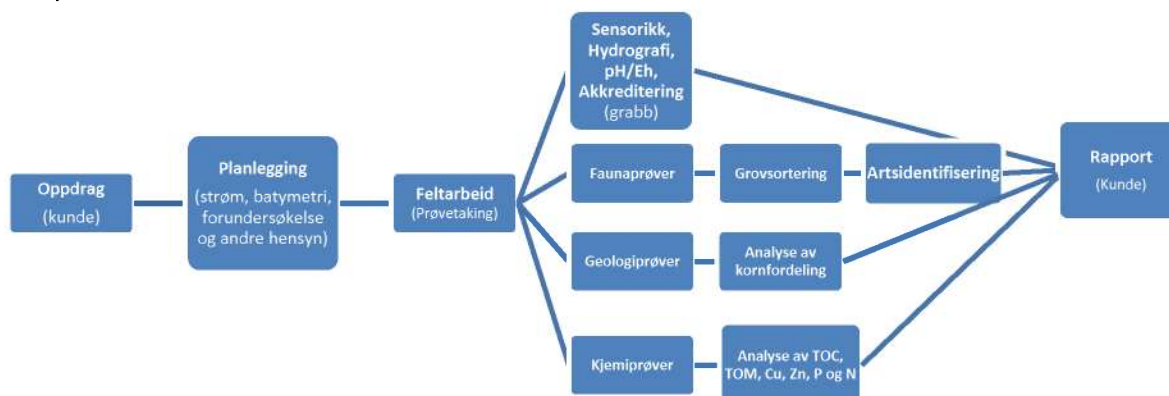 Oppdrag
(kunde)
Planlegging
(strøm, batymetri,
forundersøkelse
og andre hensyn)
Feltarbeid
(Prøvetaking)
Sensorikk,
Hydrografi,
pH/Eh,
Akkreditering
(grabb)
Faunaprøver
Grovsortering
Artsidentifisering
Geologiprøver
Analyse av
kornfordeling
Kjemiprøver
Analyse av TOC,
TOM, Cu, Zn, P og N
Rapport
(Kunde)